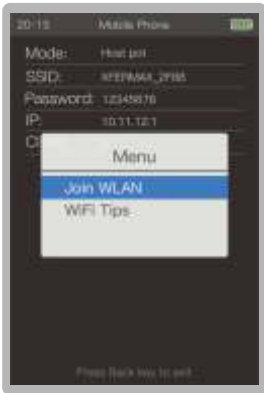 20:15 Mobile Phone
Mode: Hot pot
SSID:
Password: 12345678
IP: 10.11.12.1
Menu
Join WLAN
WiFi Tips
Press Back key to exit